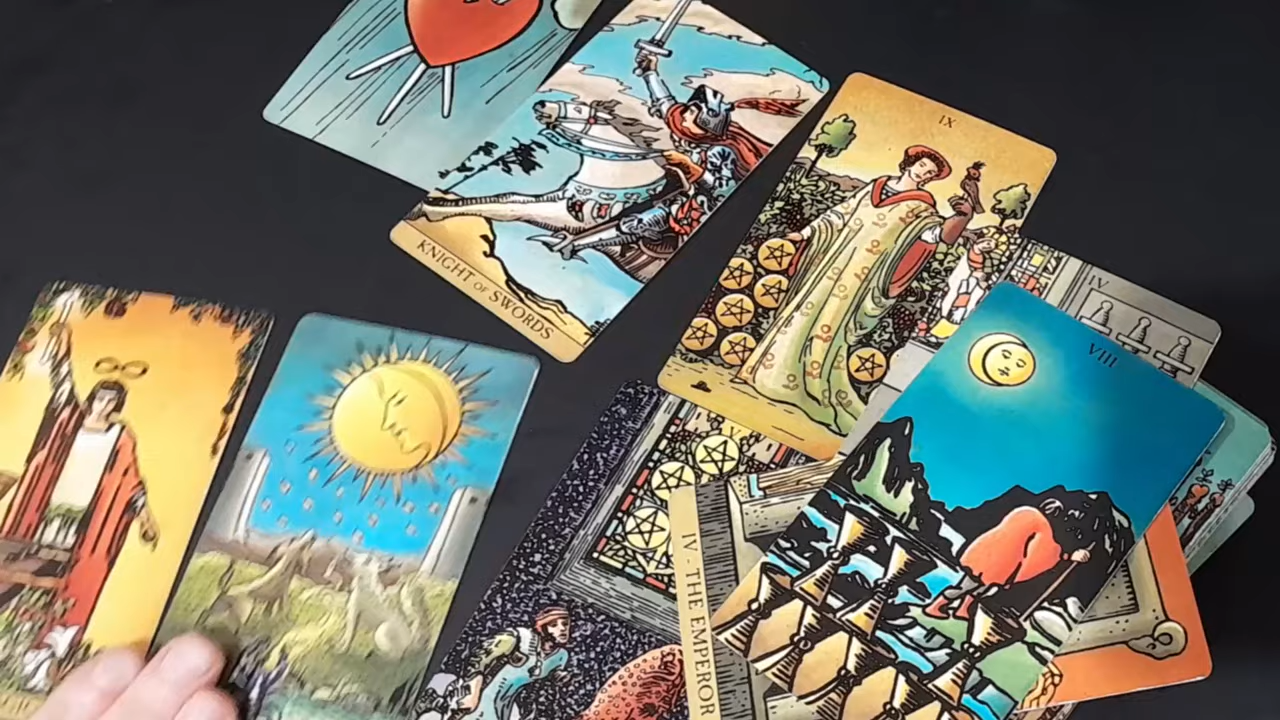 KNIGHT OF SWORDS
IX
IV
VIII
IV - THE EMPEROR